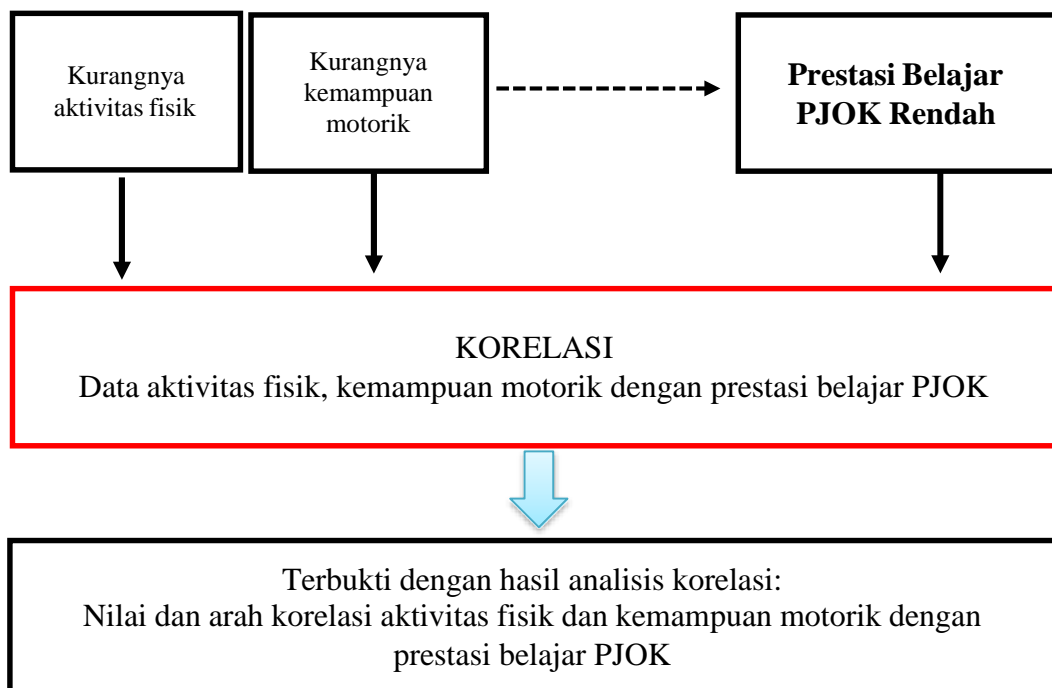 Kurangnya
aktivitas fisik
Kurangnya
kemampuan
motorik
Prestasi Belajar
PJOK Rendah
KORELASI
Data aktivitas fisik, kemampuan motorik dengan prestasi belajar PJOK
Terbukti dengan hasil analisis korelasi:
Nilai dan arah korelasi aktivitas fisik dan kemampuan motorik dengan
prestasi belajar PJOK